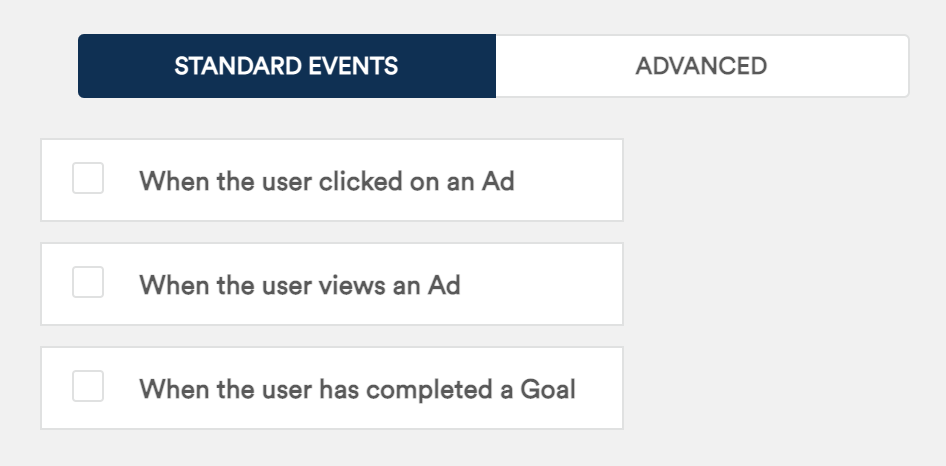 STANDARD EVENTS
ADVANCED
When the user clicked on an Ad
When the user views an Ad
When the user has completed a Goal